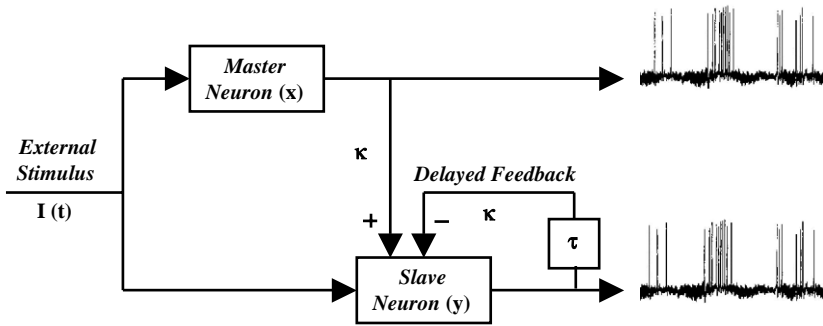 Master
Neuron (x)
External
Stimulus
I (t)
κ
Delayed Feedback
κ
+
−
τ
Slave
Neuron (y)